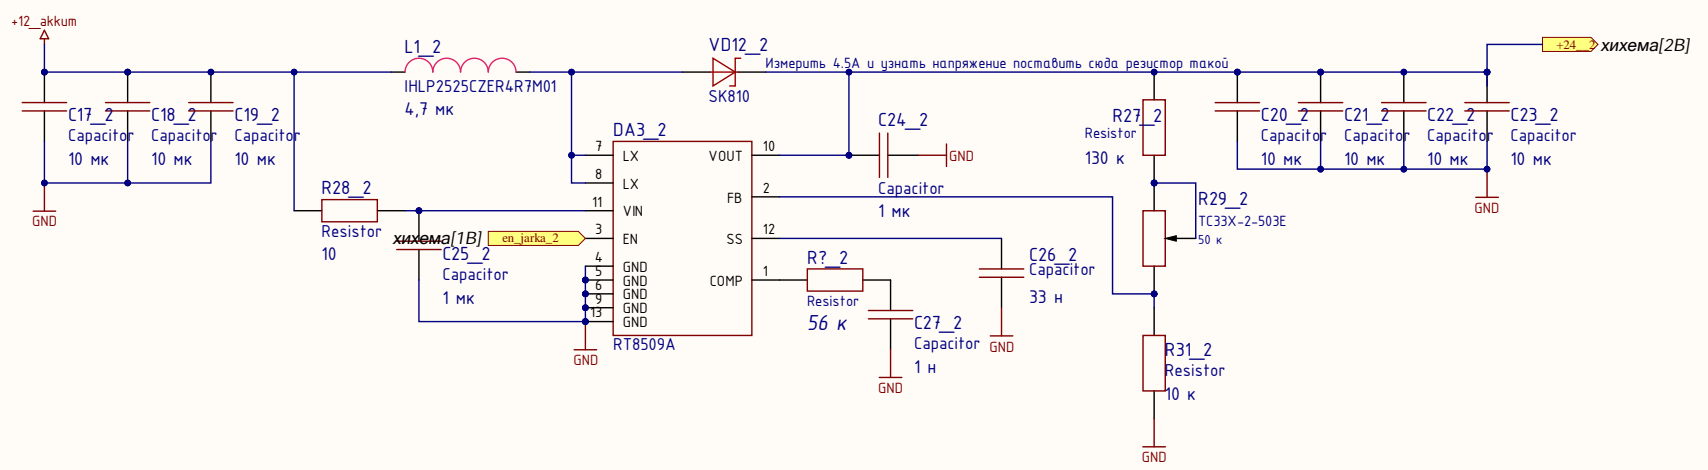 +12_akkum
L1_2
IHLP2525CZER4R7M01
4,7 мк
VD12_2
SK810
Измерить 4.5А и узнать напряжение поставить сюда резистор такой
+24_2
хихема[2В]
C17_2
Capacitor
10 мк
C18_2
Capacitor
10 мк
C19_2
Capacitor
10 мк
GND
R28_2
Resistor
10
хихема[1В]
en_jarka_2
C25_2
Capacitor
1 мк
DA3_2
7 LX
8 LX
11 VIN
3 EN
4 GND
5 GND
6 GND
9 GND
13 GND
VOUT 10
FB 2
SS 12
COMP 1
RT8509A
GND
C24_2
GND
Capacitor
1 мк
R?_2
Resistor
56 к
C27_2
Capacitor
1 н
GND
C26_2
Capacitor
33 н
GND
R27_2
Resistor
130 к
R29_2
TC33X-2-503E
50 к
R31_2
Resistor
10 к
GND
C20_2
Capacitor
10 мк
C21_2
Capacitor
10 мк
C22_2
Capacitor
10 мк
C23_2
Capacitor
10 мк
GND